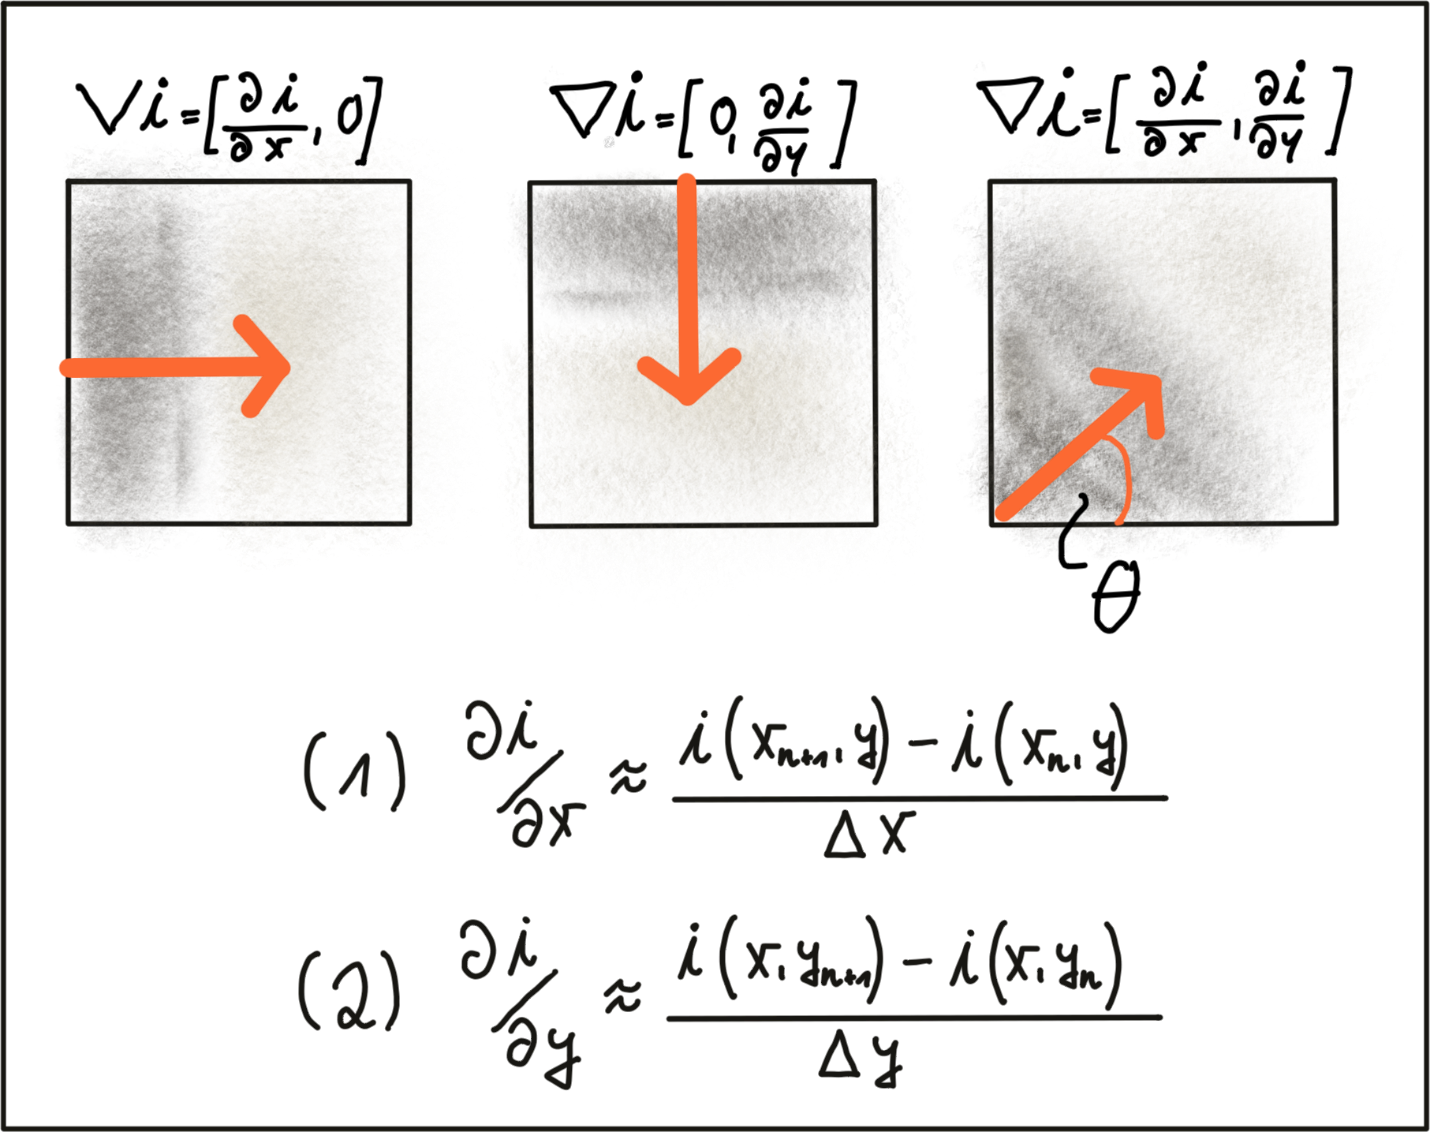 ∇i=[∂i/∂x, 0]
∇i=[0, ∂i/∂y]
∇i=[∂i/∂x, ∂i/∂y]
θ
(1) ∂i/∂x ≈ (i(xₙ₊₁, y) - i(xₙ, y))/Δx
(2) ∂i/∂y ≈ (i(x, yₙ₊₁) - i(x, yₙ))/Δy